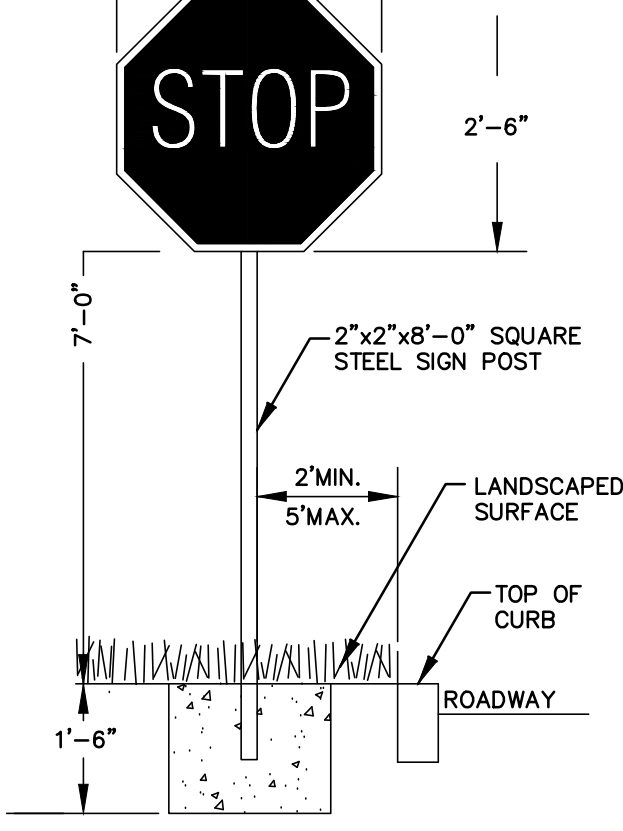 STOP
2'-6"
7'-0"
2"x2"x8'-0" SQUARE
STEEL SIGN POST
2'MIN.
5'MAX.
LANDSCAPED
SURFACE
TOP OF
CURB
ROADWAY
1'-6"